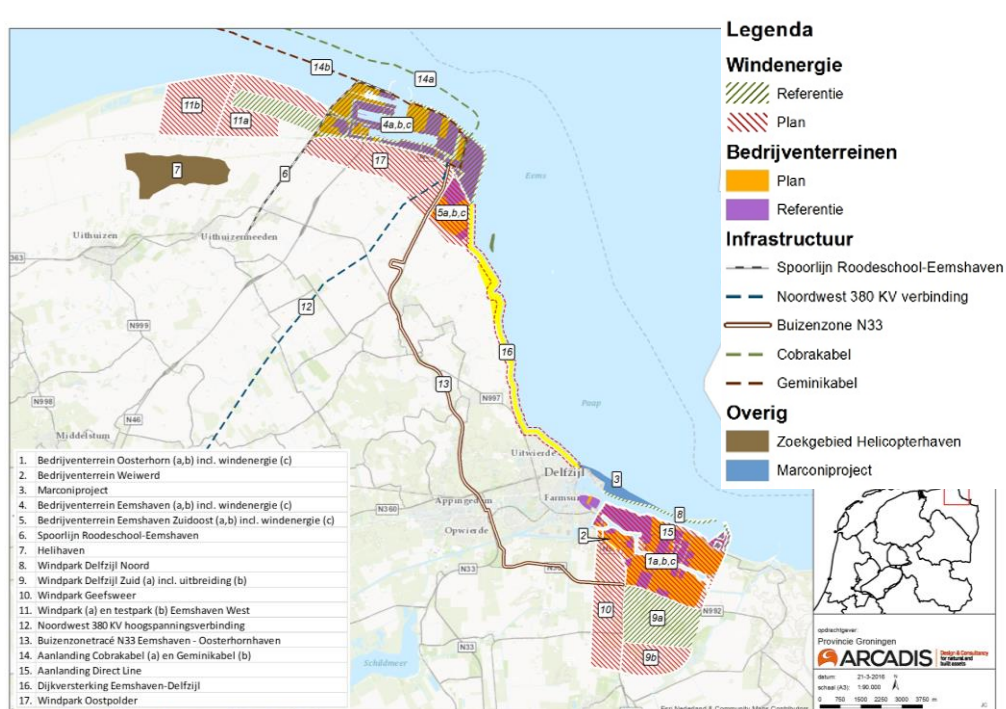 Legenda
Windenergie
Referentie
Plan
Bedrijventerreinen
Plan
Referentie
Infrastructuur
Spoorlijn Roodeschool-Eemshaven
Noordwest 380 KV verbinding
Buizenzone N33
Cobrakabel
Geminikabel
Overig
Zoekgebied Helicopterhaven
Marconiproject
14b
14a
11b
11a
4a,b,c
17
7
6
5a,b,c
Eems
Uithuizen
Uithuizermeeden
363
12
N999
16
13
N997
N998
N46
Paap
Middelstum
Uitwierde
Delfzijl
3
Appingedam
Farmsum
8
N360
Opwierde
2
15
1a,b,c
N33
10
9a
N992
N33
9b
Schildmeer
1. Bedrijventerrein Oosterhorn (a,b) incl. windenergie (c)
2. Bedrijventerrein Weiwerd
3. Marconiproject
4. Bedrijventerrein Eemshaven (a,b) incl. windenergie (c)
5. Bedrijventerrein Eemshaven Zuidoost (a,b) incl. windenergie (c)
6. Spoorlijn Roodeschool-Eemshaven
7. Helihaven
8. Windpark Delfzijl Noord
9. Windpark Delfzijl Zuid (a) incl. uitbreiding (b)
10. Windpark Geefsweer
11. Windpark (a) en testpark (b) Eemshaven West
12. Noordwest 380 KV hoogspanningsverbinding
13. Buizenzonetracé N33 Eemshaven - Oosterhornhaven
14. Aanlanding Cobrakabel (a) en Geminikabel (b)
15. Aanlanding Direct Line
16. Dijkversterking Eemshaven-Delfzijl
17. Windpark Oostpolder
opdrachtgever:
Provincie Groningen
ARCADIS Design & Consultancy for natural and built assets
datum: 21-3-2016
schaal (A3): 1:90.000
0 750 1500 2250 3000 3750 m